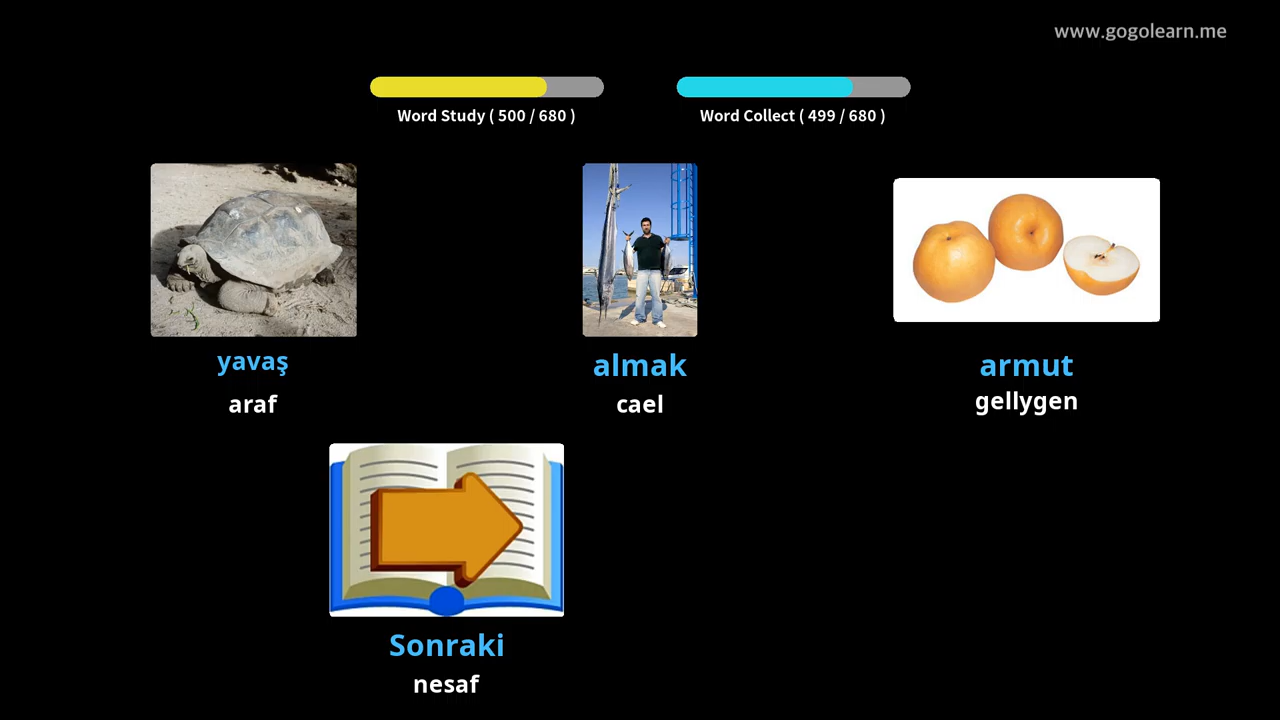 www.gogolearn.me
Word Study ( 500 / 680 )
Word Collect ( 499 / 680 )
yavaş
araf
almak
cael
armut
gellygen
Sonraki
nesaf